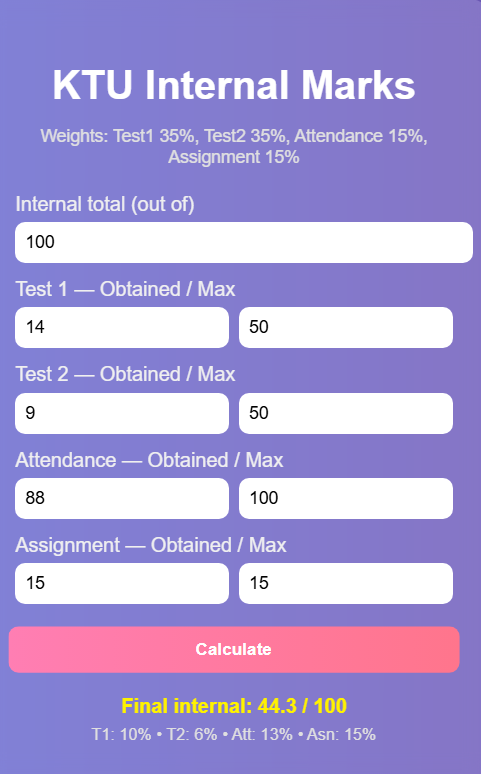 KTU Internal Marks
Weights: Test1 35%, Test2 35%, Attendance 15%,
Assignment 15%
Internal total (out of)
100
Test 1 — Obtained / Max
14 50
Test 2 — Obtained / Max
9 50
Attendance — Obtained / Max
88 100
Assignment — Obtained / Max
15 15
Calculate
Final internal: 44.3 / 100
T1: 10% • T2: 6% • Att: 13% • Asn: 15%